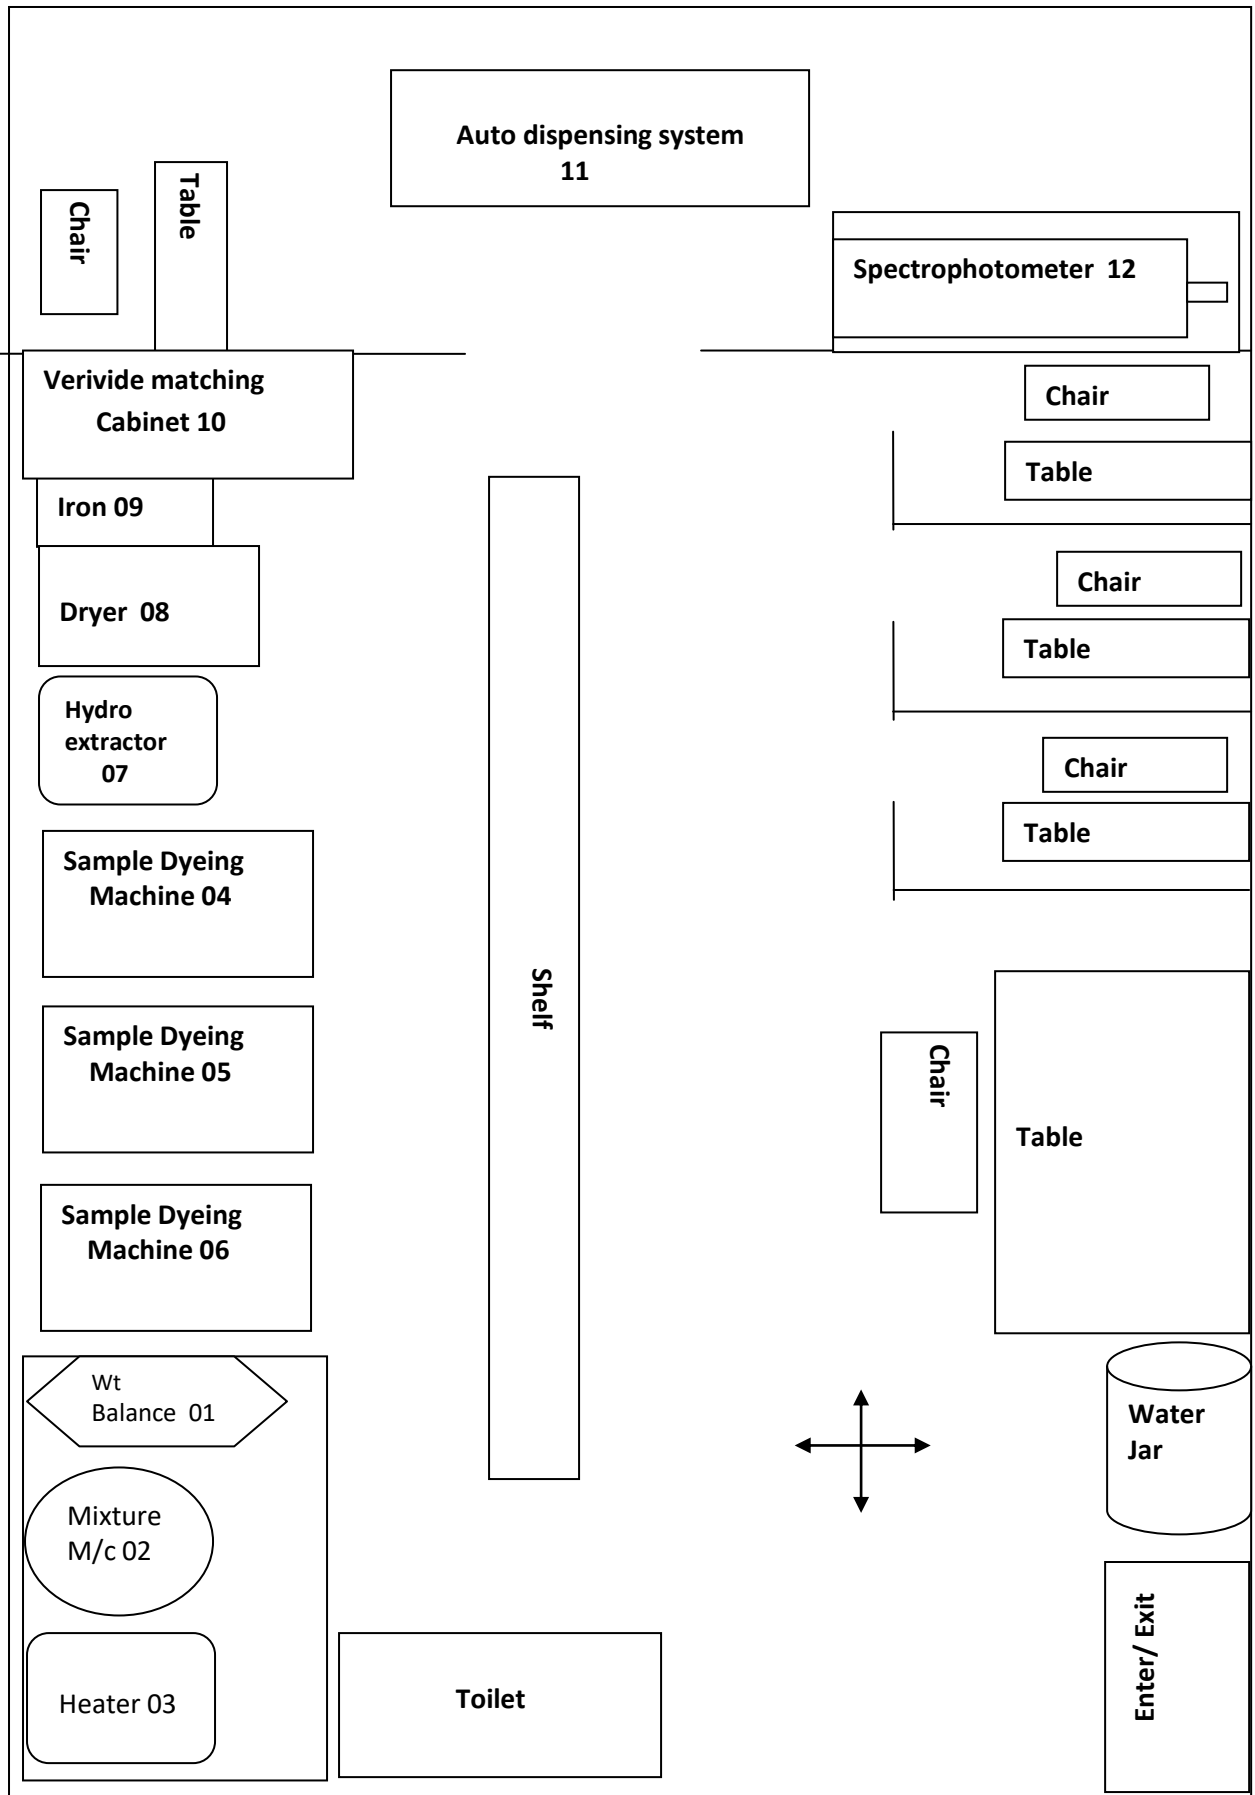 Auto dispensing system
11
Table
Chair
Spectrophotometer 12
Verivide matching
Cabinet 10
Chair
Table
Iron 09
Chair
Dryer 08
Table
Hydro
extractor
07
Chair
Table
Sample Dyeing
Machine 04
Shelf
Sample Dyeing
Machine 05
Chair
Table
Sample Dyeing
Machine 06
Wt
Balance 01
Water
Jar
Mixture
M/c 02
Enter/ Exit
Heater 03
Toilet